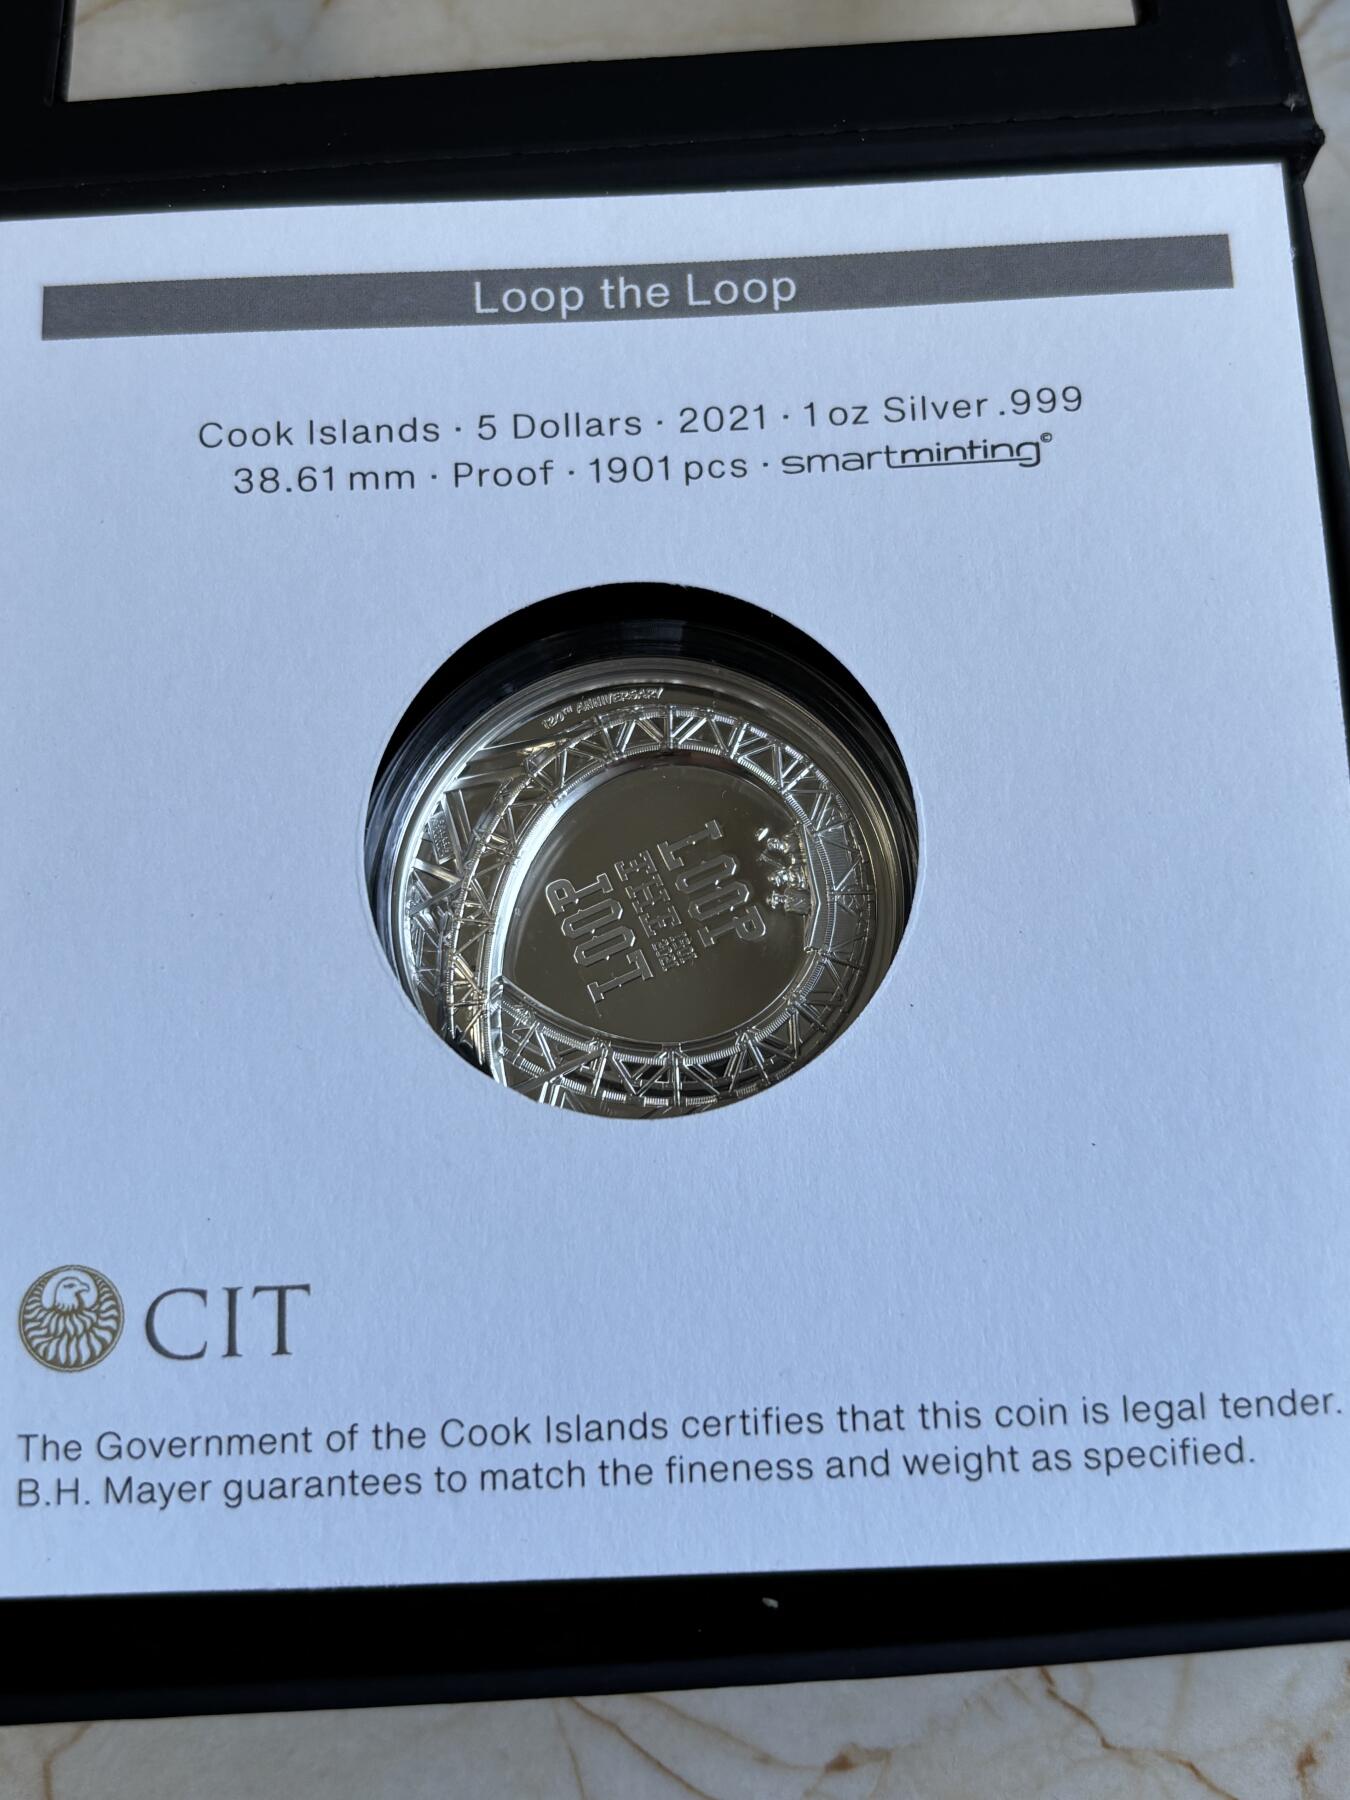 Loop the Loop
Cook Islands · 5 Dollars · 2021 · 1 oz Silver .999
38.61 mm · Proof · 1901 pcs · smartminting©
120TH ANNIVERSARY
LOOP
THE
LOOP
CIT
The Government of the Cook Islands certifies that this coin is legal tender.
B.H. Mayer guarantees to match the fineness and weight as specified.